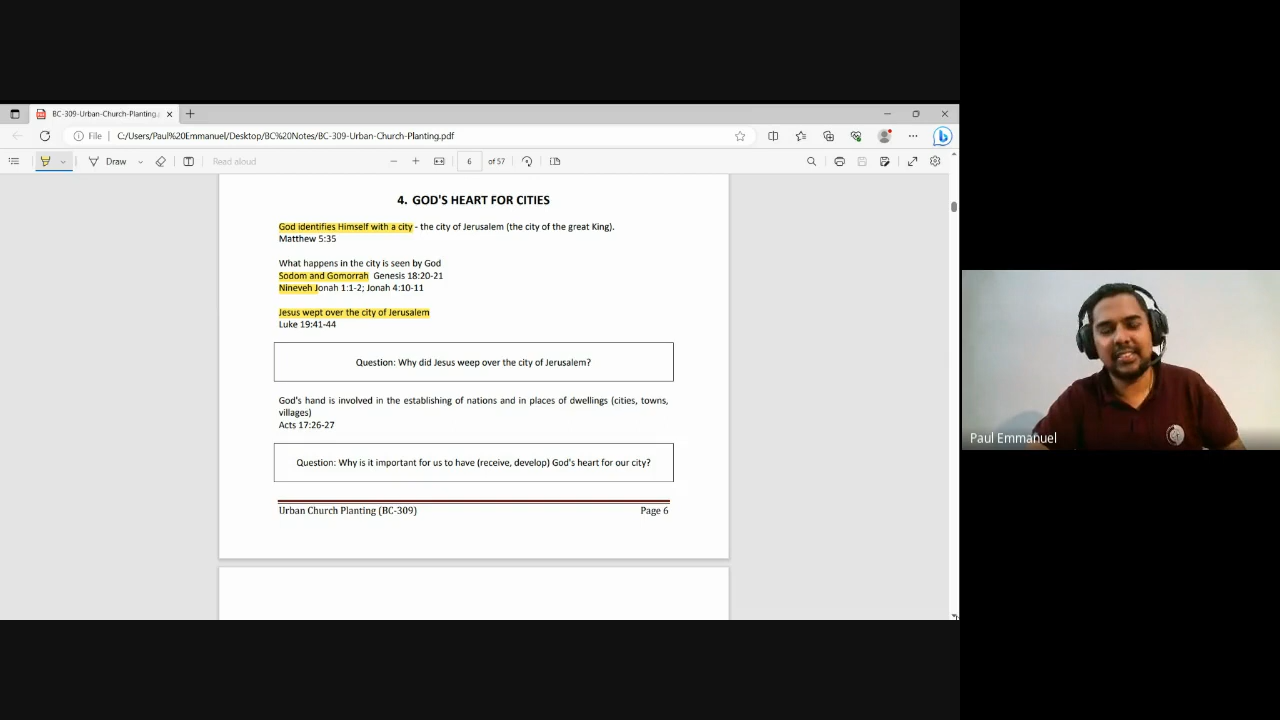 BC-309-Urban-Church-Planting.
File
C:/Users/Paul%20Emmanuel/Desktop/BC%20Notes/BC-309-Urban-Church-Planting.pdf
Draw
Read aloud
6 of 57
4. GOD'S HEART FOR CITIES
God identifies Himself with a city - the city of Jerusalem (the city of the great King).
Matthew 5:35
What happens in the city is seen by God
Sodom and Gomorrah Genesis 18:20-21
Nineveh Jonah 1:1-2; Jonah 4:10-11
Jesus wept over the city of Jerusalem
Luke 19:41-44
Question: Why did Jesus weep over the city of Jerusalem?
God's hand is involved in the establishing of nations and in places of dwellings (cities, towns,
villages)
Acts 17:26-27
Question: Why is it important for us to have (receive, develop) God's heart for our city?
Urban Church Planting (BC-309) Page 6
Paul Emmanuel